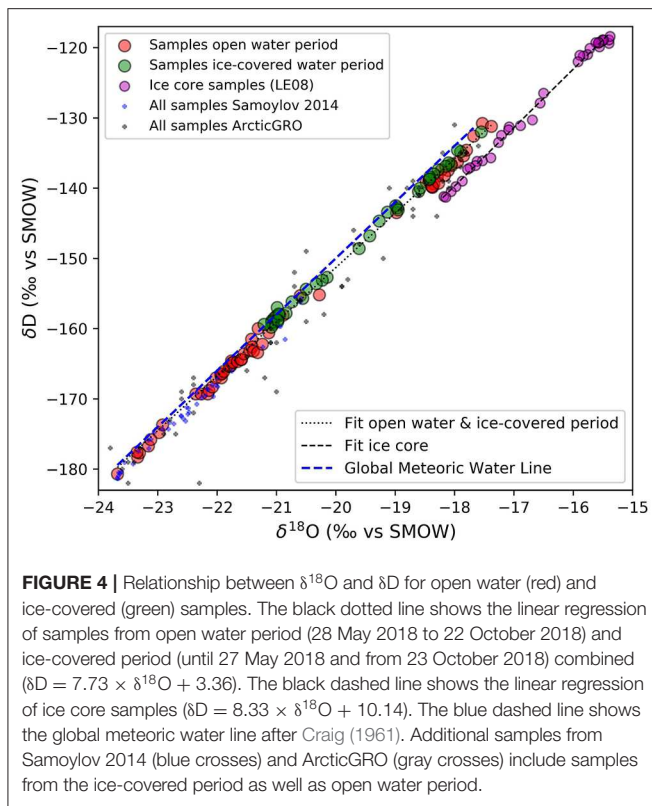 −120
−130
−140
−150
−160
−170
−180
δD (‰ vs SMOW)
Samples open water period
Samples ice-covered water period
Ice core samples (LE08)
All samples Samoylov 2014
All samples ArcticGRO
Fit open water & ice-covered period
Fit ice core
Global Meteoric Water Line
−24 −23 −22 −21 −20 −19 −18 −17 −16 −15
δ¹⁸O (‰ vs SMOW)
FIGURE 4 | Relationship between δ¹⁸O and δD for open water (red) and
ice-covered (green) samples. The black dotted line shows the linear regression
of samples from open water period (28 May 2018 to 22 October 2018) and
ice-covered period (until 27 May 2018 and from 23 October 2018) combined
(δD = 7.73 × δ¹⁸O + 3.36). The black dashed line shows the linear regression
of ice core samples (δD = 8.33 × δ¹⁸O + 10.14). The blue dashed line shows
the global meteoric water line after Craig (1961). Additional samples from
Samoylov 2014 (blue crosses) and ArcticGRO (gray crosses) include samples
from the ice-covered period as well as open water period.